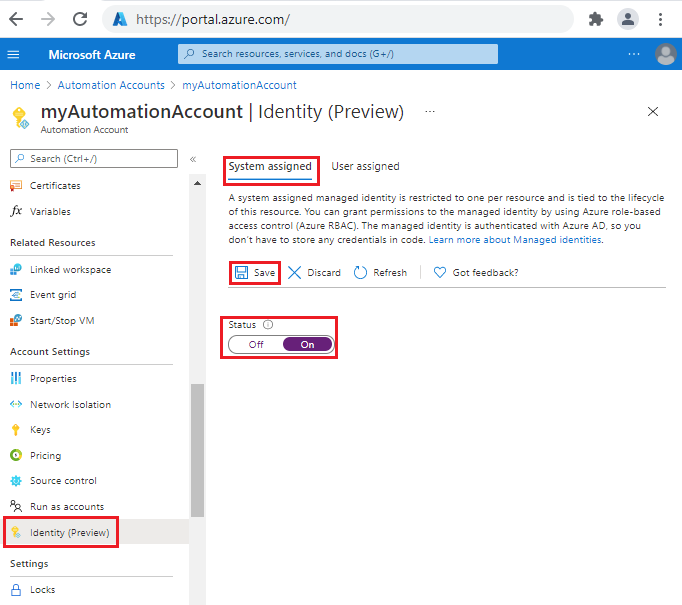 https://portal.azure.com/
Microsoft Azure
Search resources, services, and docs (G+/)
Home > Automation Accounts > myAutomationAccount
myAutomationAccount | Identity (Preview) ...
Automation Account
Search (Ctrl+/)
«
Certificates
Variables
Related Resources
Linked workspace
Event grid
Start/Stop VM
Account Settings
Properties
Network Isolation
Keys
Pricing
Source control
Run as accounts
Identity (Preview)
Settings
Locks
System assigned User assigned
A system assigned managed identity is restricted to one per resource and is tied to the lifecycle
of this resource. You can grant permissions to the managed identity by using Azure role-based
access control (Azure RBAC). The managed identity is authenticated with Azure AD, so you
don't have to store any credentials in code. Learn more about Managed identities.
Save Discard Refresh Got feedback?
Status
Off On